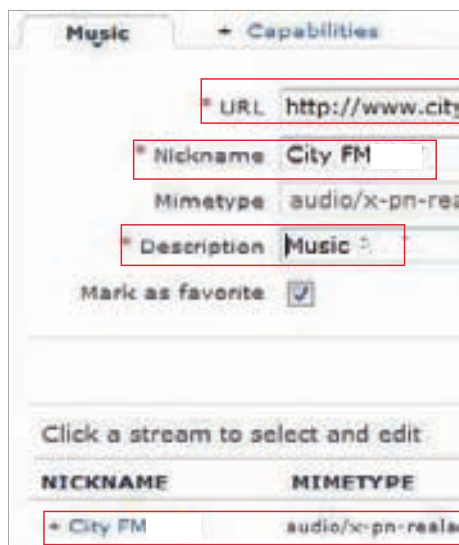 Music + Capabilities
* URL http://www.city
* Nickname City FM
Mimetype audio/x-pn-rea
* Description Music
Mark as favorite
Click a stream to select and edit
NICKNAME MIMETYPE
+ City FM audio/x-pn-realac